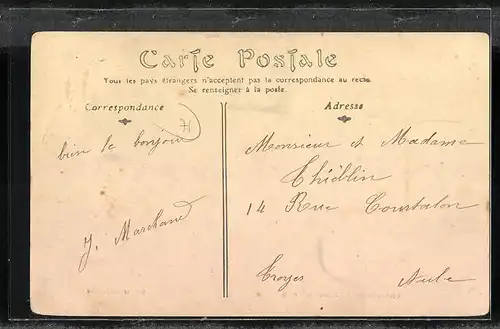 Carte Postale
Tous les pays étrangers n'acceptent pas la correspondance au recto
Se renseigner à la poste.
Correspondance
Adresse
bien le bonjour
J. Marchand
Monsieur et Madame
Thiéblin
14 Rue Courtalon
Troyes Aube